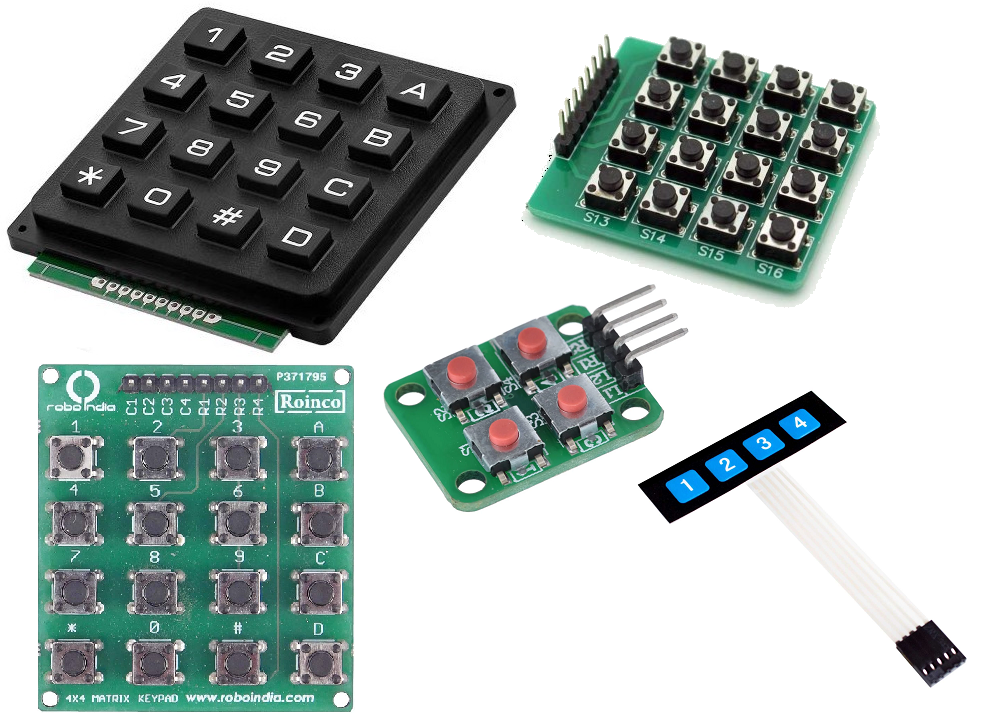 1 2 3 A
4 5 6 B
7 8 9 C
* 0 # D
S13 S14 S15 S16
roboindia
P371795
Roinco
C1 C2 C3 C4 R1 R2 R3 R4
1 2 3 A
4 5 6 B
7 8 9 C
* 0 # D
4X4 MATRIX KEYPAD www.roboindia.com
1 2 3 4